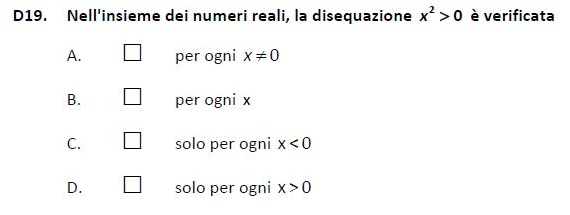 D19. Nell'insieme dei numeri reali, la disequazione x² > 0 è verificata
A. □ per ogni x ≠ 0
B. □ per ogni x
C. □ solo per ogni x < 0
D. □ solo per ogni x > 0